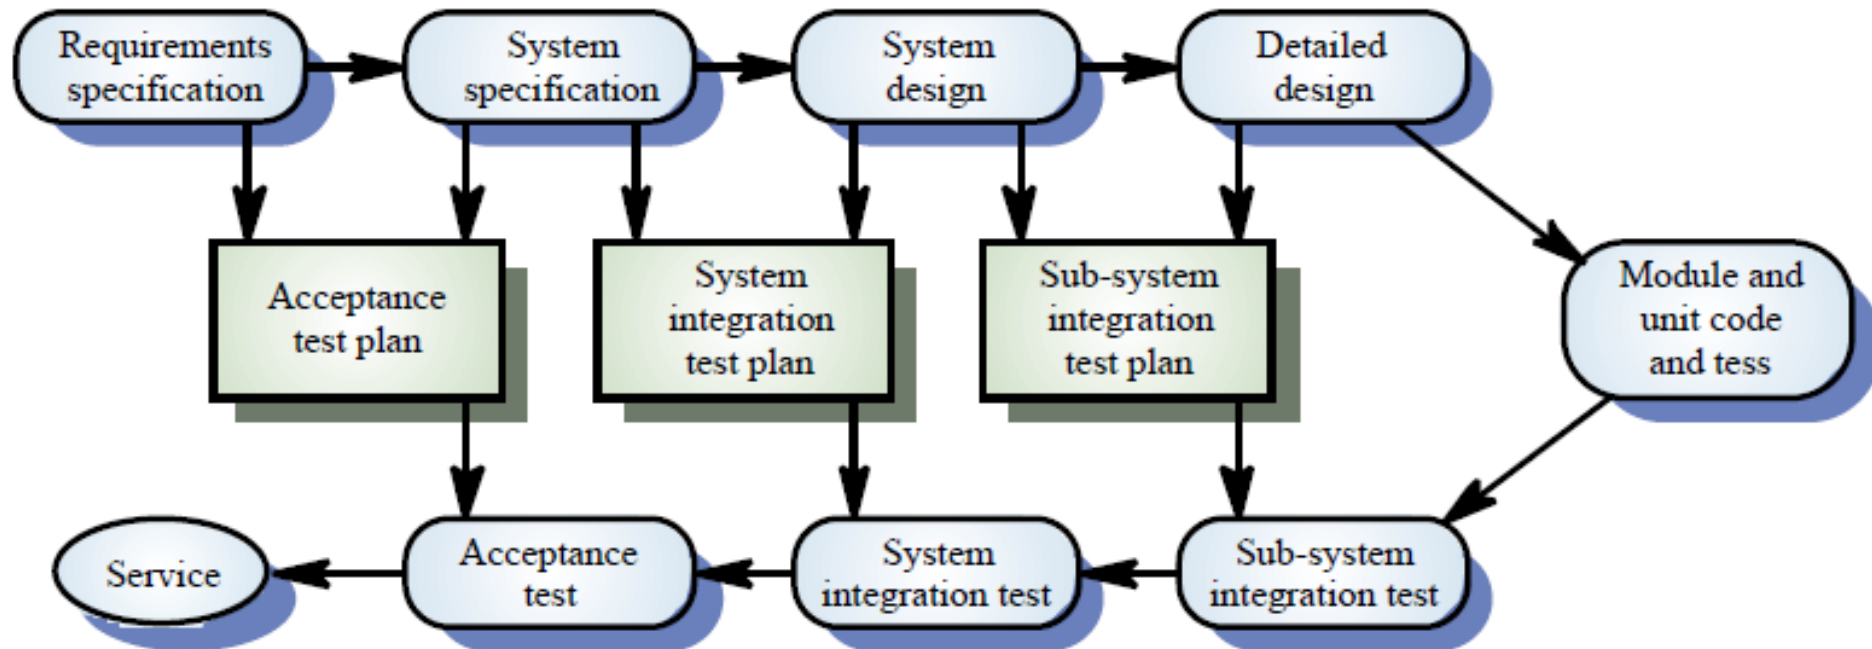 Requirements
specification
System
specification
System
design
Detailed
design
Acceptance
test plan
System
integration
test plan
Sub-system
integration
test plan
Module and
unit code
and tess
Service
Acceptance
test
System
integration test
Sub-system
integration test